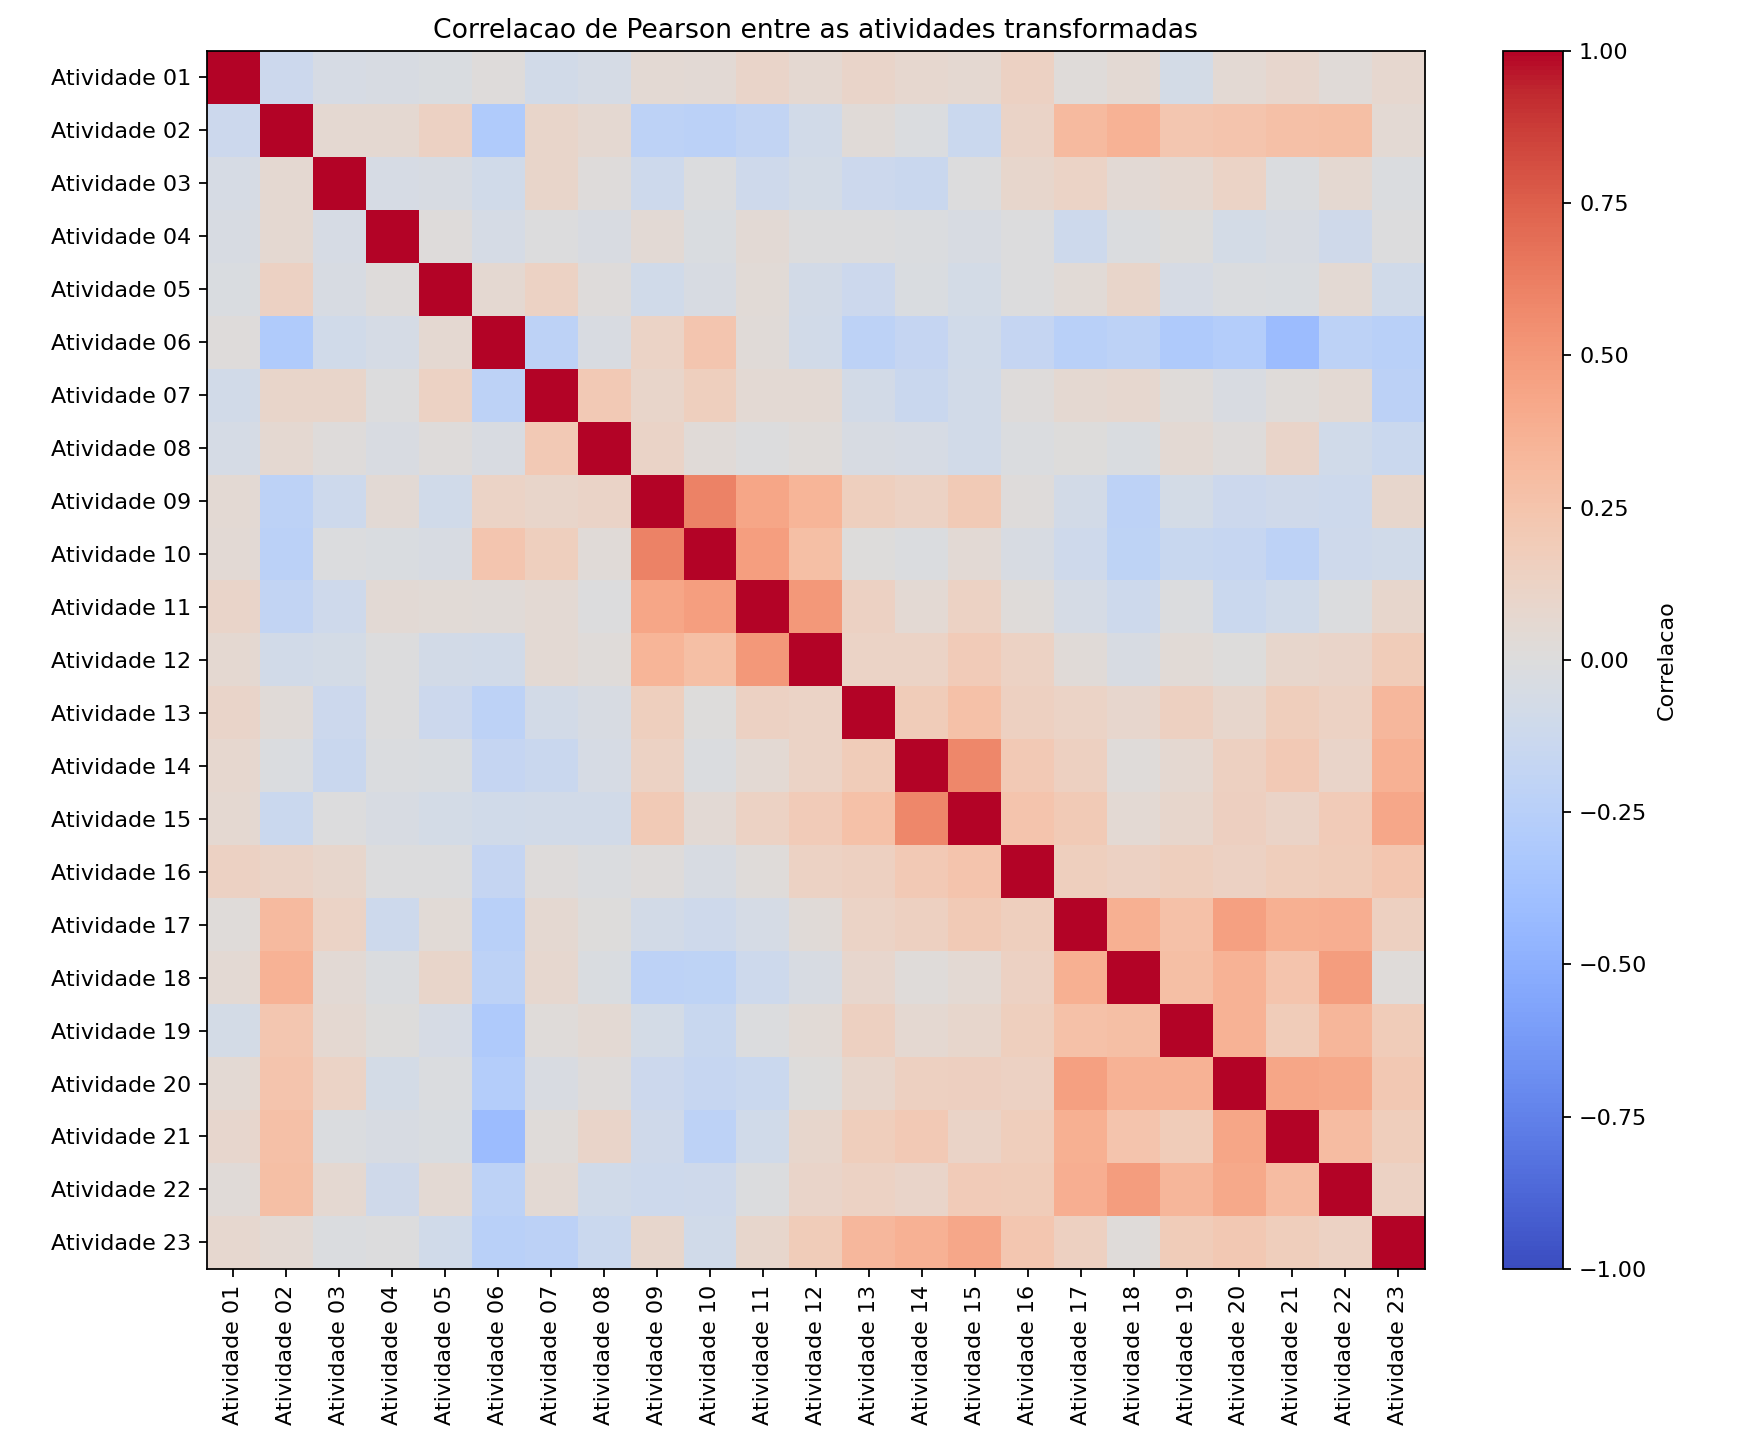 Correlacao de Pearson entre as atividades transformadas
Atividade 01
Atividade 02
Atividade 03
Atividade 04
Atividade 05
Atividade 06
Atividade 07
Atividade 08
Atividade 09
Atividade 10
Atividade 11
Atividade 12
Atividade 13
Atividade 14
Atividade 15
Atividade 16
Atividade 17
Atividade 18
Atividade 19
Atividade 20
Atividade 21
Atividade 22
Atividade 23
Atividade 01
Atividade 02
Atividade 03
Atividade 04
Atividade 05
Atividade 06
Atividade 07
Atividade 08
Atividade 09
Atividade 10
Atividade 11
Atividade 12
Atividade 13
Atividade 14
Atividade 15
Atividade 16
Atividade 17
Atividade 18
Atividade 19
Atividade 20
Atividade 21
Atividade 22
Atividade 23
1.00
0.75
0.50
0.25
0.00
−0.25
−0.50
−0.75
−1.00
Correlacao